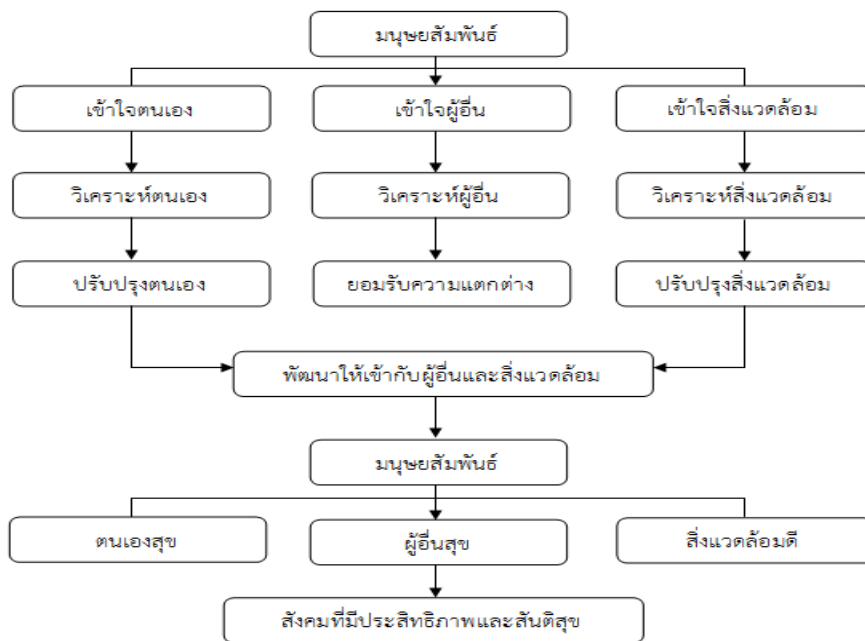 มนุษยสัมพันธ์
เข้าใจตนเอง
เข้าใจผู้อื่น
เข้าใจสิ่งแวดล้อม
วิเคราะห์ตนเอง
วิเคราะห์ผู้อื่น
วิเคราะห์สิ่งแวดล้อม
ปรับปรุงตนเอง
ยอมรับความแตกต่าง
ปรับปรุงสิ่งแวดล้อม
พัฒนาให้เข้ากับผู้อื่นและสิ่งแวดล้อม
มนุษยสัมพันธ์
ตนเองสุข
ผู้อื่นสุข
สิ่งแวดล้อมดี
สังคมที่มีประสิทธิภาพและสันติสุข